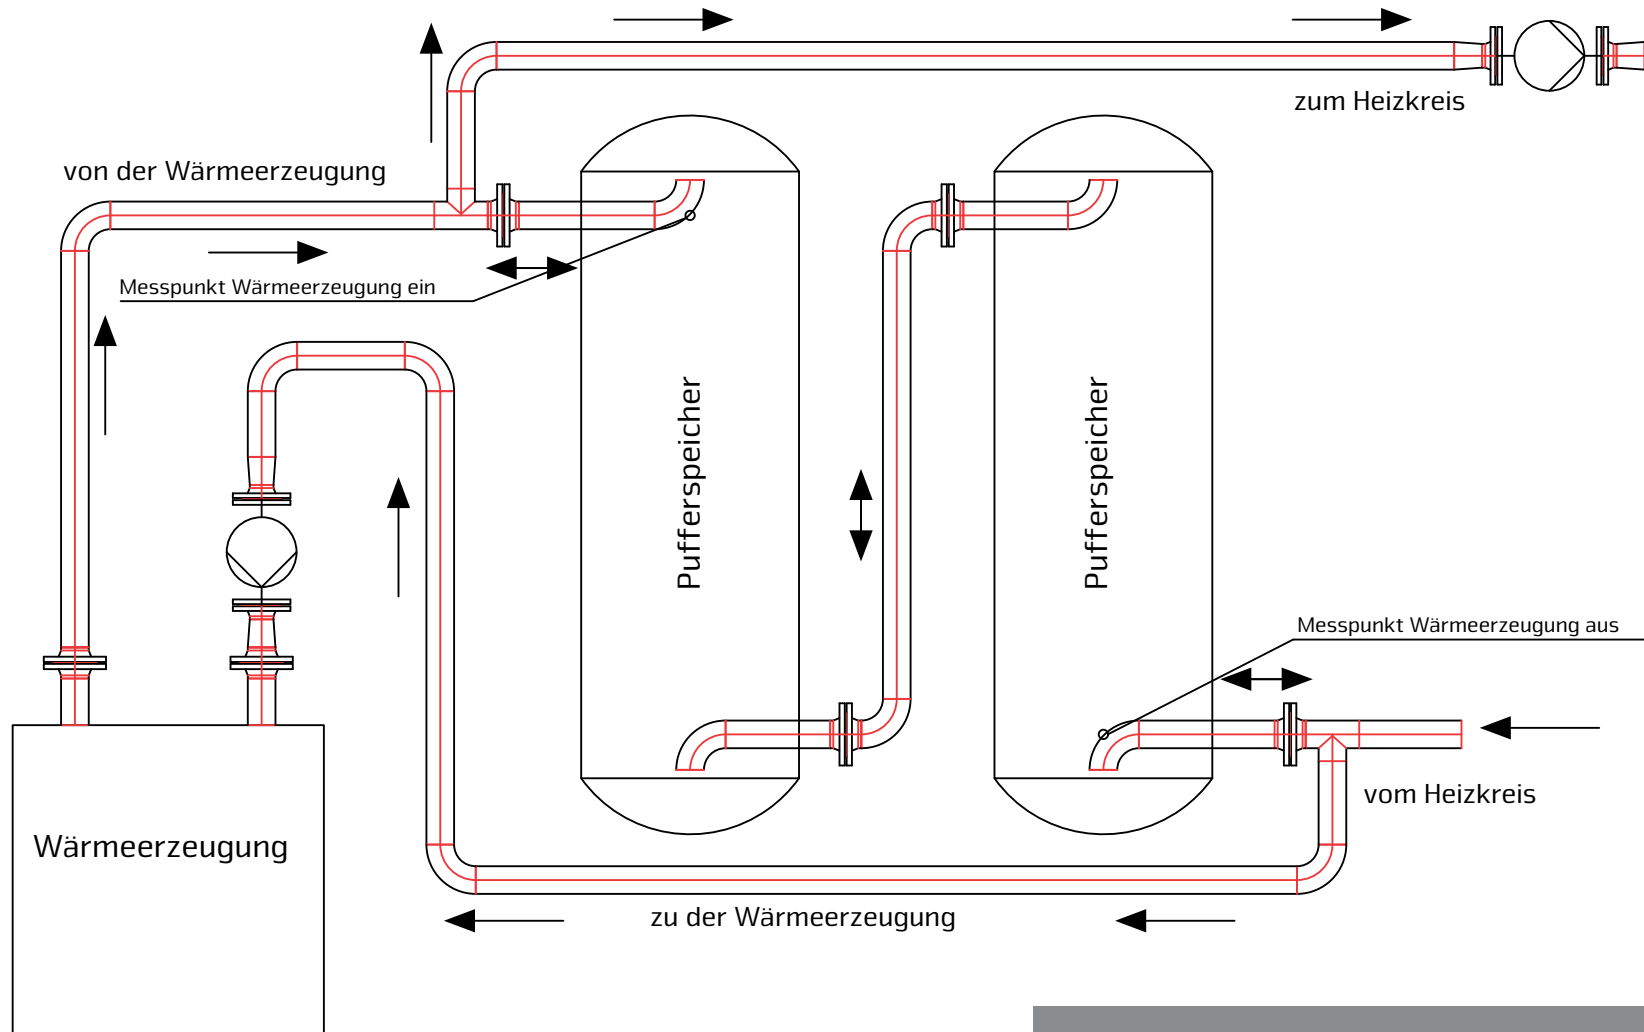 zum Heizkreis
von der Wärmeerzeugung
Messpunkt Wärmeerzeugung ein
Pufferspeicher
Pufferspeicher
Messpunkt Wärmeerzeugung aus
vom Heizkreis
Wärmeerzeugung
zu der Wärmeerzeugung